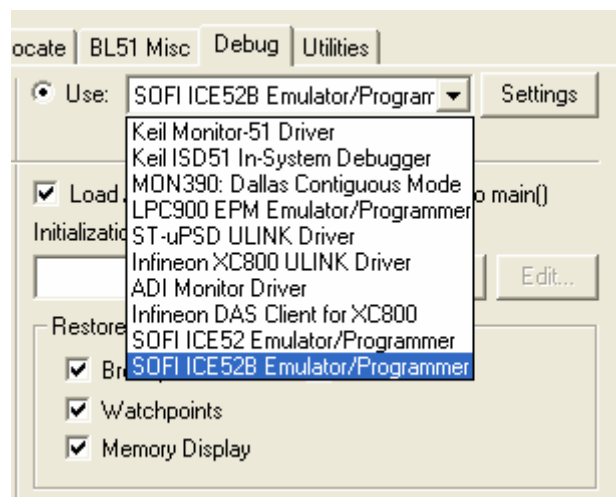 ocate BL51 Misc Debug Utilities
Use: SOFI ICE52B Emulator/Program Settings
Keil Monitor-51 Driver
Keil ISD51 In-System Debugger
MON390: Dallas Contiguous Mode
Load o main()
LPC900 EPM Emulator/Programmer
Initializatio
ST-uPSD ULINK Driver
Infineon XC800 ULINK Driver
Edit...
ADI Monitor Driver
Infineon DAS Client for XC800
Restore
SOFI ICE52 Emulator/Programmer
SOFI ICE52B Emulator/Programmer
Watchpoints
Memory Display